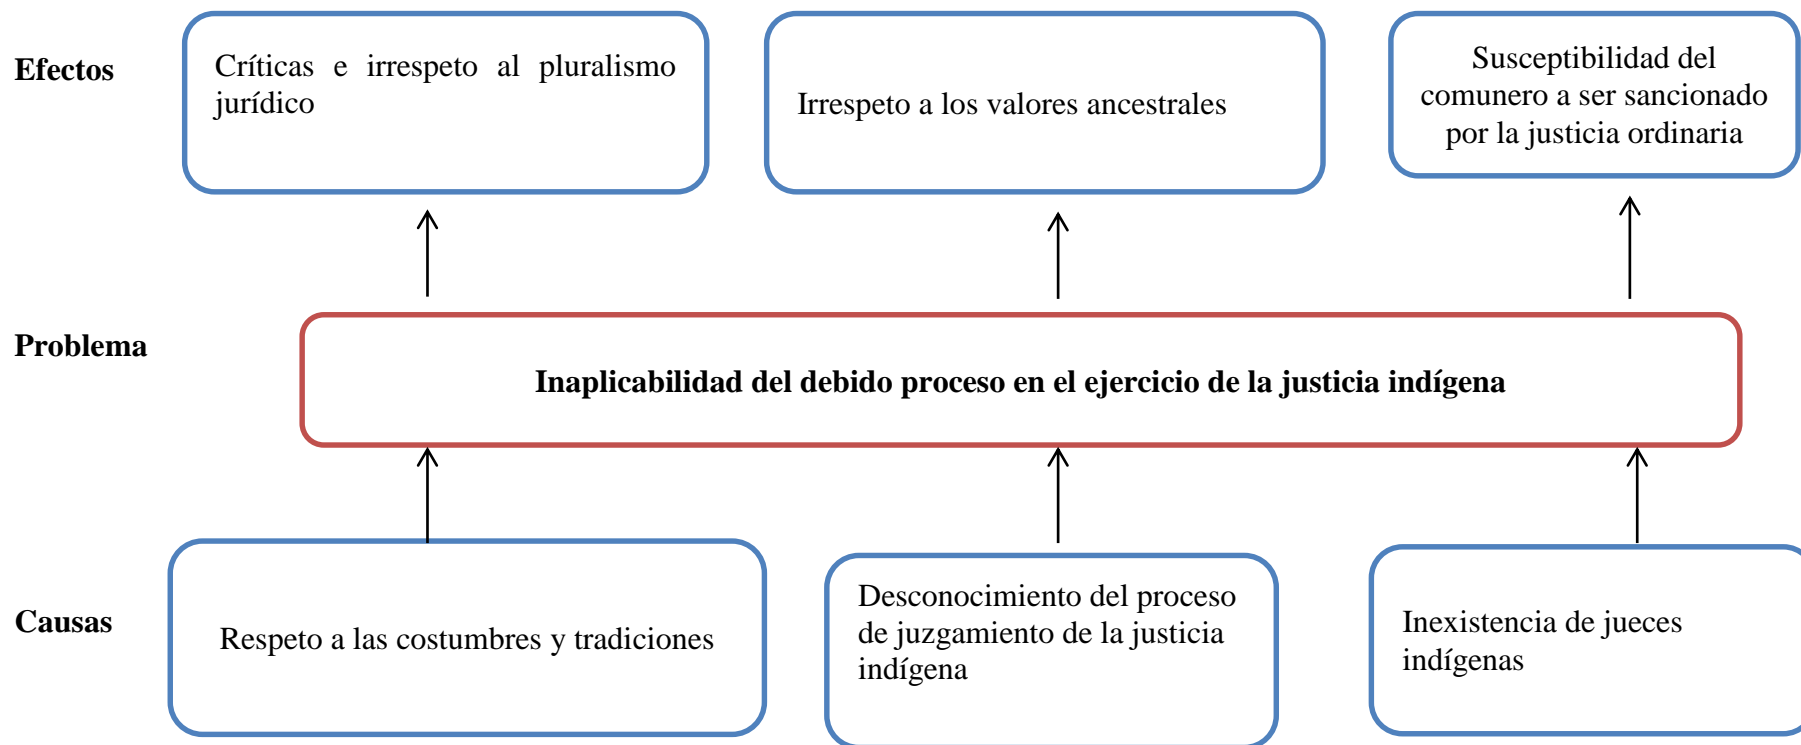 Efectos
Críticas e irrespeto al pluralismo
jurídico
Irrespeto a los valores ancestrales
Susceptibilidad del
comunero a ser sancionado
por la justicia ordinaria
Problema
Inaplicabilidad del debido proceso en el ejercicio de la justicia indígena
Causas
Respeto a las costumbres y tradiciones
Desconocimiento del proceso
de juzgamiento de la justicia
indígena
Inexistencia de jueces
indígenas